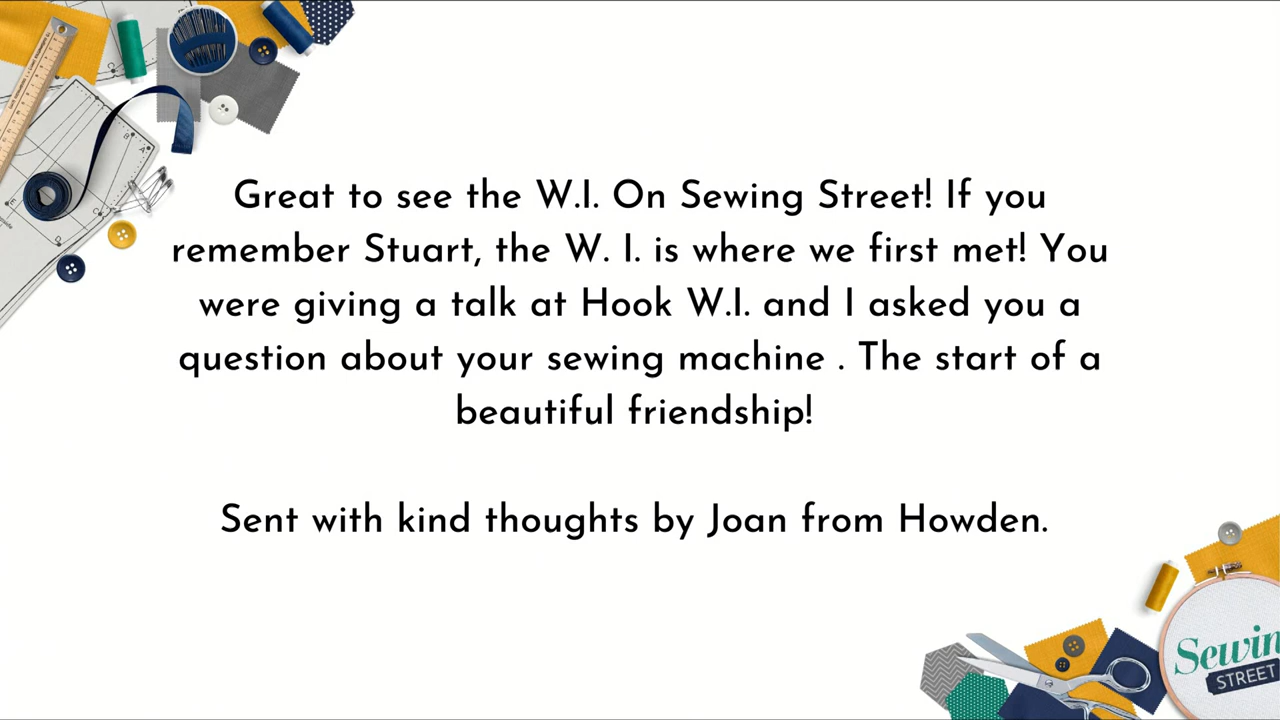 Great to see the W.I. On Sewing Street! If you
remember Stuart, the W. I. is where we first met! You
were giving a talk at Hook W.I. and I asked you a
question about your sewing machine . The start of a
beautiful friendship!
Sent with kind thoughts by Joan from Howden.
Sewin
STREET